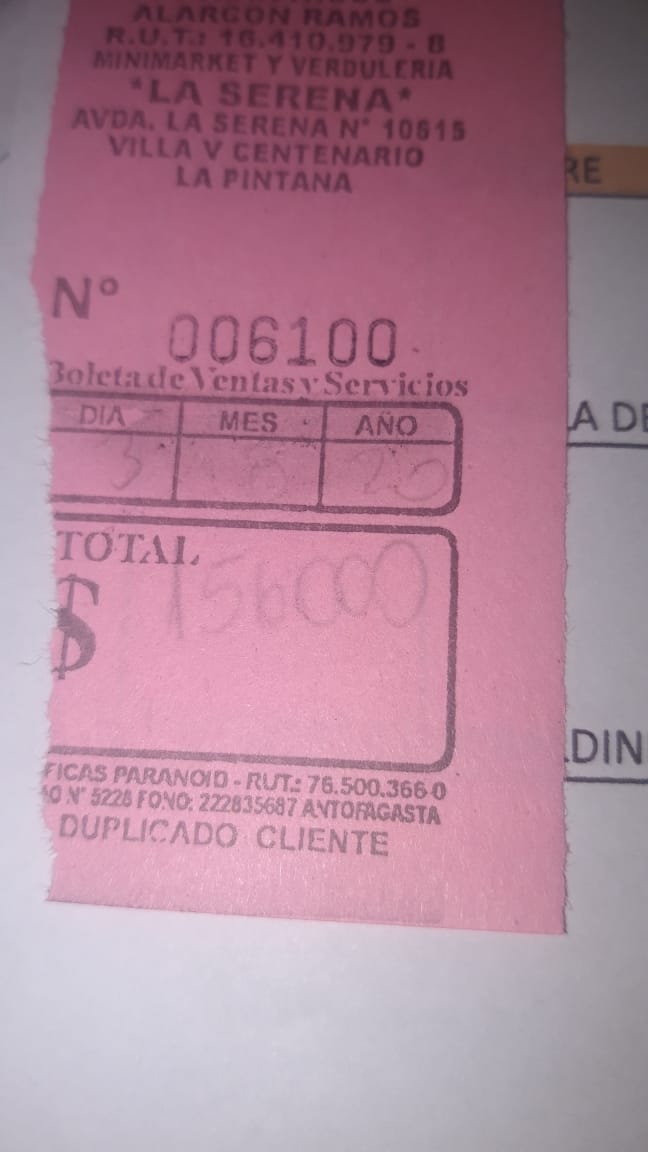 ALARCON RAMOS
R.U.T.: 16.410.979 - 8
MINIMARKET Y VERDULERIA
"LA SERENA"
AVDA. LA SERENA N° 10615
VILLA V CENTENARIO
LA PINTANA
RE
N°
006100
Boleta de Ventas y Servicios
DIA MES AÑO
3 20
A DE
TOTAL
$ 156000
DIN
FICAS PARANOID - RUT.: 76.500.366-0
N° 5228 FONO: 222835687 ANTOFAGASTA
DUPLICADO CLIENTE